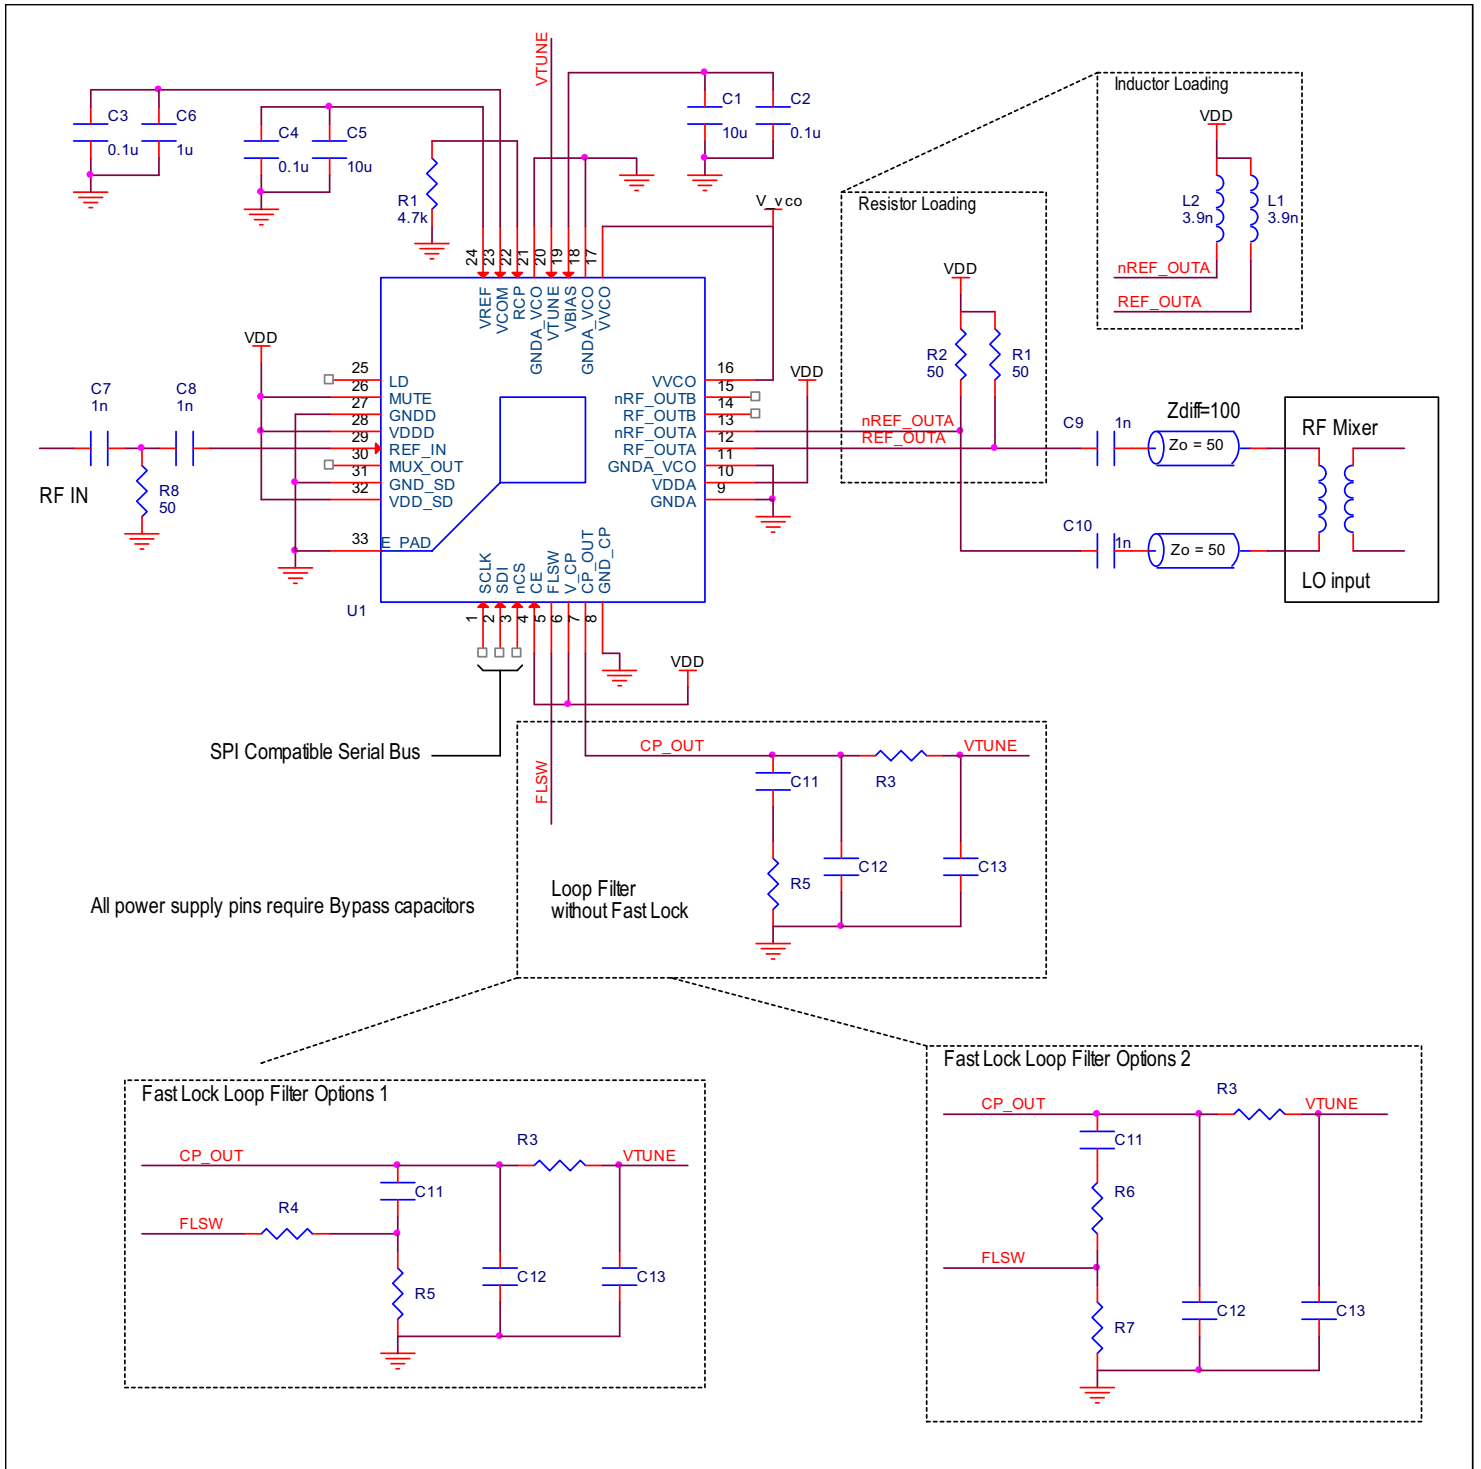 VTUNE
C3
0.1u
C6
1u
C4
0.1u
C5
10u
C1
10u
C2
0.1u
R1
4.7k
V_vco
Inductor Loading
VDD
L2
3.9n
L1
3.9n
nREF_OUTA
REF_OUTA
Resistor Loading
VDD
R2
50
R1
50
24
23
22
21
20
19
18
17
VREF
VCOM
RCP
GNDA_VCO
VTUNE
VBIAS
GNDA_VCO
VVCO
VDD
C7
1n
C8
1n
RF IN
R8
50
25
26
27
28
29
30
31
32
33
LD
MUTE
GNDD
VDDD
REF_IN
MUX_OUT
GND_SD
VDD_SD
E_PAD
U1
VVCO
nRF_OUTB
RF_OUTB
nRF_OUTA
RF_OUTA
GNDA_VCO
VDDA
GNDA
16
15
14
13
12
11
10
9
VDD
nREF_OUTA
REF_OUTA
C9
1n
Zdiff=100
Zo = 50
C10
1n
Zo = 50
RF Mixer
LO input
SCLK
SDI
nCS
CE
FLSW
V_CP
CP_OUT
GND_CP
1
2
3
4
5
6
7
8
VDD
SPI Compatible Serial Bus
FLSW
CP_OUT
VTUNE
C11
R3
R5
C12
C13
Loop Filter
without Fast Lock
All power supply pins require Bypass capacitors
Fast Lock Loop Filter Options 1
CP_OUT
R3
VTUNE
C11
FLSW
R4
R5
C12
C13
Fast Lock Loop Filter Options 2
CP_OUT
R3
VTUNE
C11
R6
FLSW
R7
C12
C13